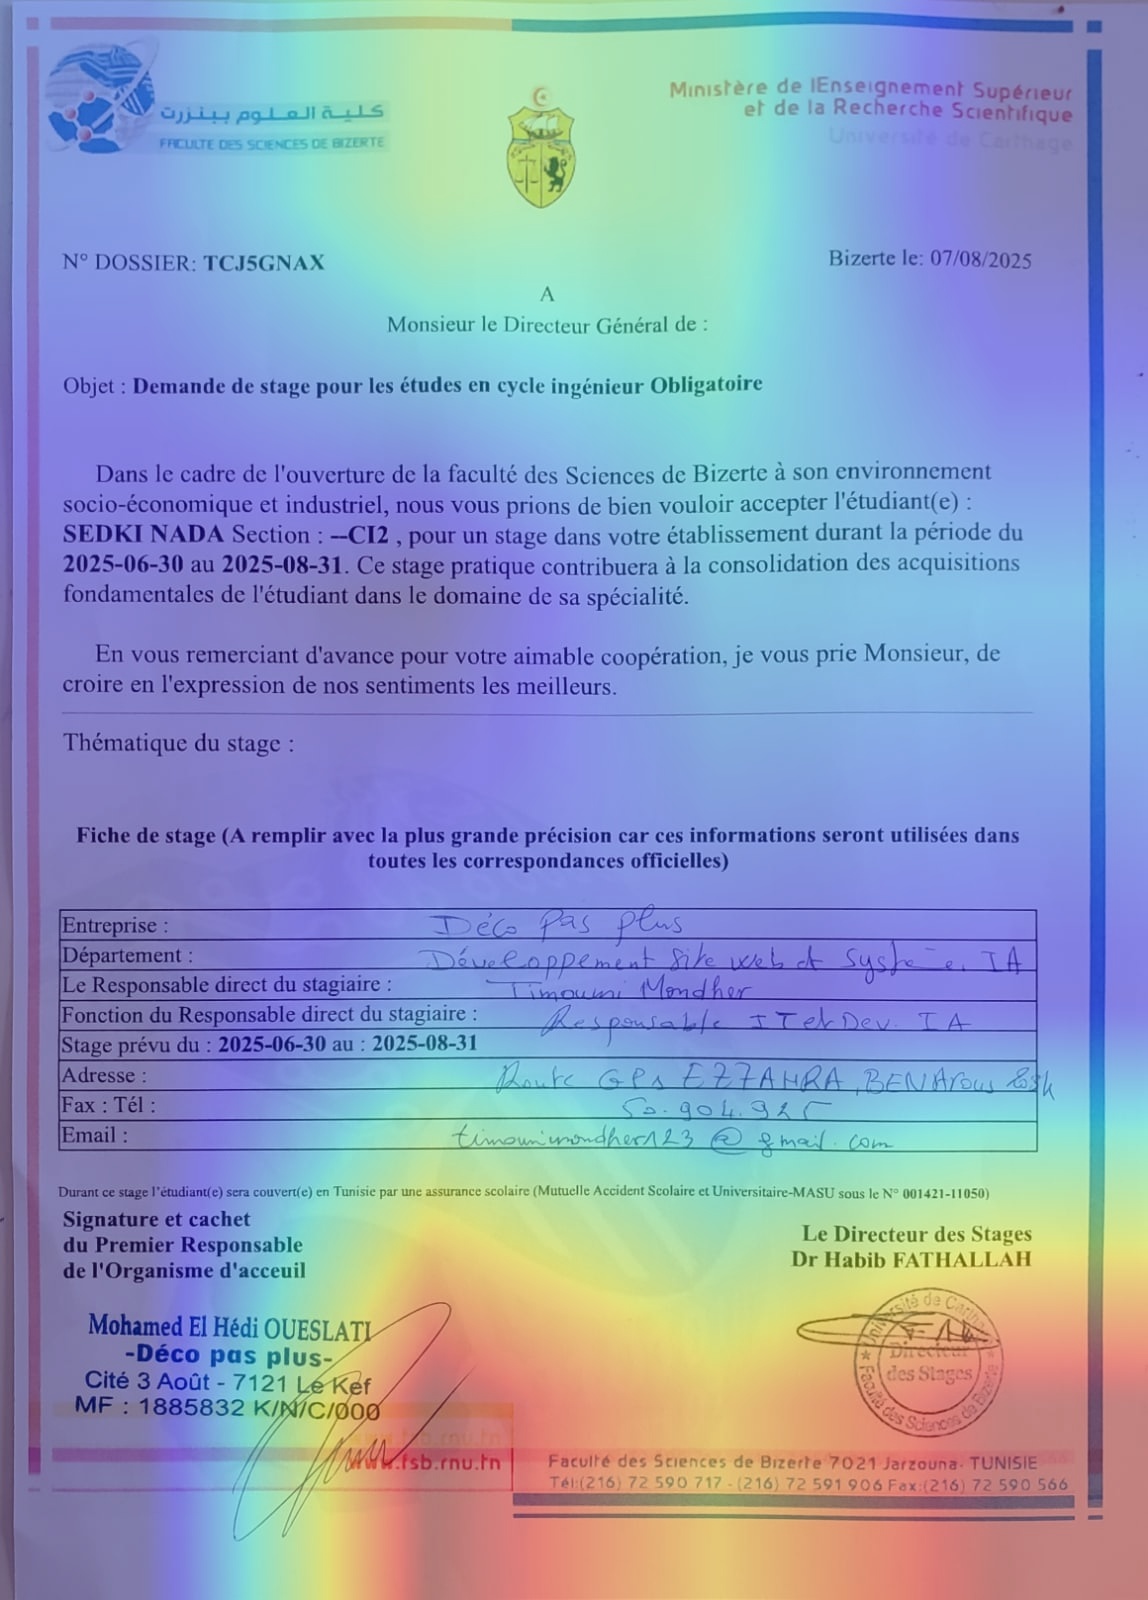 كلية العلوم ببنزرت
FACULTE DES SCIENCES DE BIZERTE
Ministère de lEnseignement Supérieur
et de la Recherche Scientifique
Université de Carthage
N° DOSSIER: TCJ5GNAX
Bizerte le: 07/08/2025
A
Monsieur le Directeur Général de :
Objet : Demande de stage pour les études en cycle ingénieur Obligatoire
Dans le cadre de l'ouverture de la faculté des Sciences de Bizerte à son environnement
socio-économique et industriel, nous vous prions de bien vouloir accepter l'étudiant(e) :
SEDKI NADA Section : --CI2 , pour un stage dans votre établissement durant la période du
2025-06-30 au 2025-08-31. Ce stage pratique contribuera à la consolidation des acquisitions
fondamentales de l'étudiant dans le domaine de sa spécialité.
En vous remerciant d'avance pour votre aimable coopération, je vous prie Monsieur, de
croire en l'expression de nos sentiments les meilleurs.
Thématique du stage :
Fiche de stage (A remplir avec la plus grande précision car ces informations seront utilisées dans
toutes les correspondances officielles)
Entreprise : Déco pas plus
Département : Développement Site web et Système, IA
Le Responsable direct du stagiaire : Timouni Mondher
Fonction du Responsable direct du stagiaire : Responsable IT et Dev. IA
Stage prévu du : 2025-06-30 au : 2025-08-31
Adresse : Route GP1 EZZAHRA, BEN Arous
Fax : Tél : 50.904.925
Email : timounimondher123@gmail.com
Durant ce stage l'étudiant(e) sera couvert(e) en Tunisie par une assurance scolaire (Mutuelle Accident Scolaire et Universitaire-MASU sous le N° 001421-11050)
Signature et cachet
du Premier Responsable
de l'Organisme d'acceuil
Le Directeur des Stages
Dr Habib FATHALLAH
Mohamed El Hédi OUESLATI
-Déco pas plus-
Cité 3 Août - 7121 Le Kef
MF : 1885832 K/N/C/000
Université de Carthage
Directeur
des Stages
Faculté des Sciences de Bizerte
www.fsb.rnu.tn
Faculté des Sciences de Bizerte 7021 Jarzouna- TUNISIE
Tél:(216) 72 590 717 - (216) 72 591 906 Fax:(216) 72 590 566